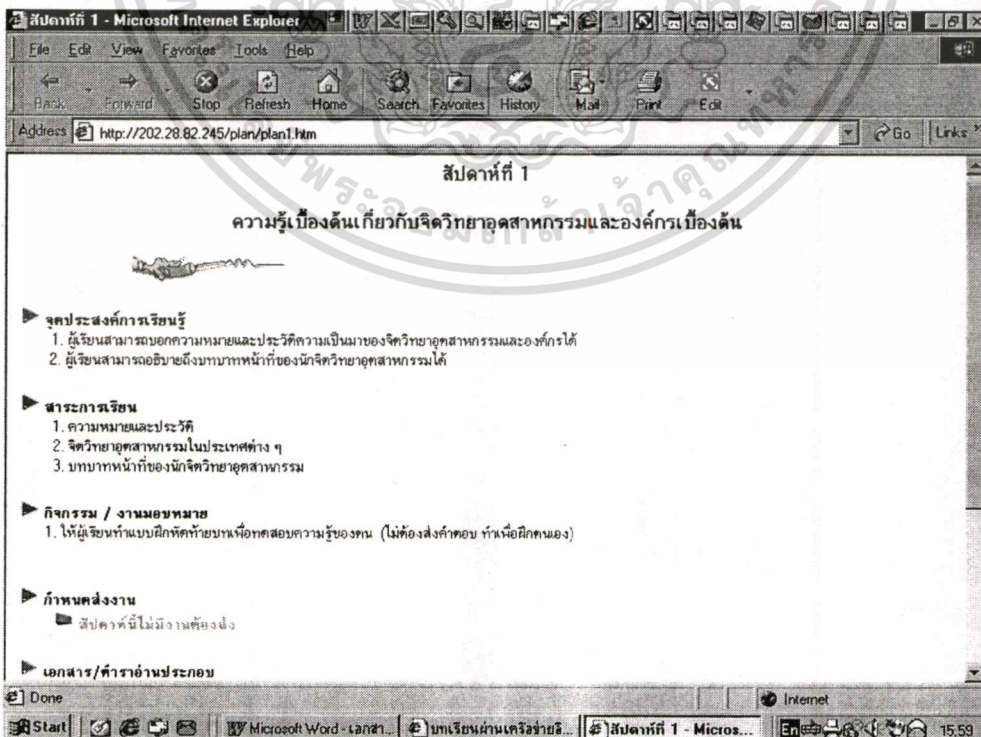 สัปดาห์ที่ 1 - Microsoft Internet Explorer
File Edit View Favorites Tools Help
Back Forward Stop Refresh Home Search Favorites History Mail Print Edit
Address http://202.28.82.245/plan/plan1.htm Go Links
สัปดาห์ที่ 1
ความรู้เบื้องต้นเกี่ยวกับจิตวิทยาอุตสาหกรรมและองค์กรเบื้องต้น
จุดประสงค์การเรียนรู้
1. ผู้เรียนสามารถบอกความหมายและประวัติความเป็นมาของจิตวิทยาอุตสาหกรรมและองค์กรได้
2. ผู้เรียนสามารถอธิบายถึงบทบาทหน้าที่ของนักจิตวิทยาอุตสาหกรรมได้
สาระการเรียน
1. ความหมายและประวัติ
2. จิตวิทยาอุตสาหกรรมในประเทศต่าง ๆ
3. บทบาทหน้าที่ของนักจิตวิทยาอุตสาหกรรม
กิจกรรม / งานมอบหมาย
1. ให้ผู้เรียนทำแบบฝึกหัดท้ายบทเพื่อทดสอบความรู้ของตน (ไม่ต้องส่งคำตอบ ทำเพื่อฝึกตนเอง)
กำหนดส่งงาน
สัปดาห์นี้ไม่มีงานต้องส่ง
เอกสาร/ตำราอ่านประกอบ
Done Internet
Start Microsoft Word - เอกสา... บทเรียนผ่านเครือข่ายอิ... สัปดาห์ที่ 1 - Micros... En 15:59